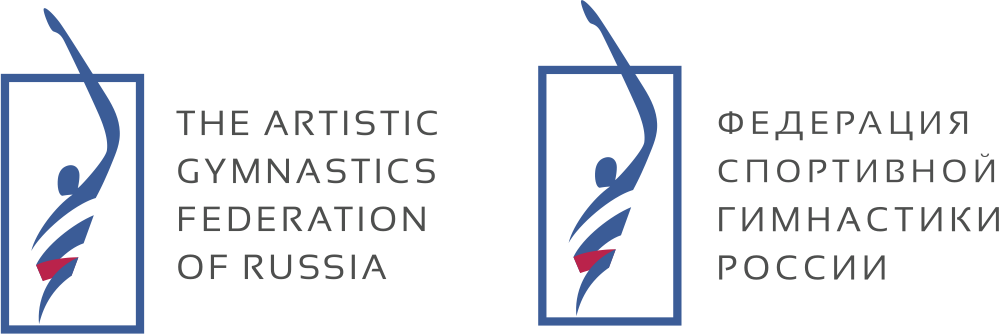 THE ARTISTIC
GYMNASTICS
FEDERATION
OF RUSSIA
ФЕДЕРАЦИЯ
СПОРТИВНОЙ
ГИМНАСТИКИ
РОССИИ